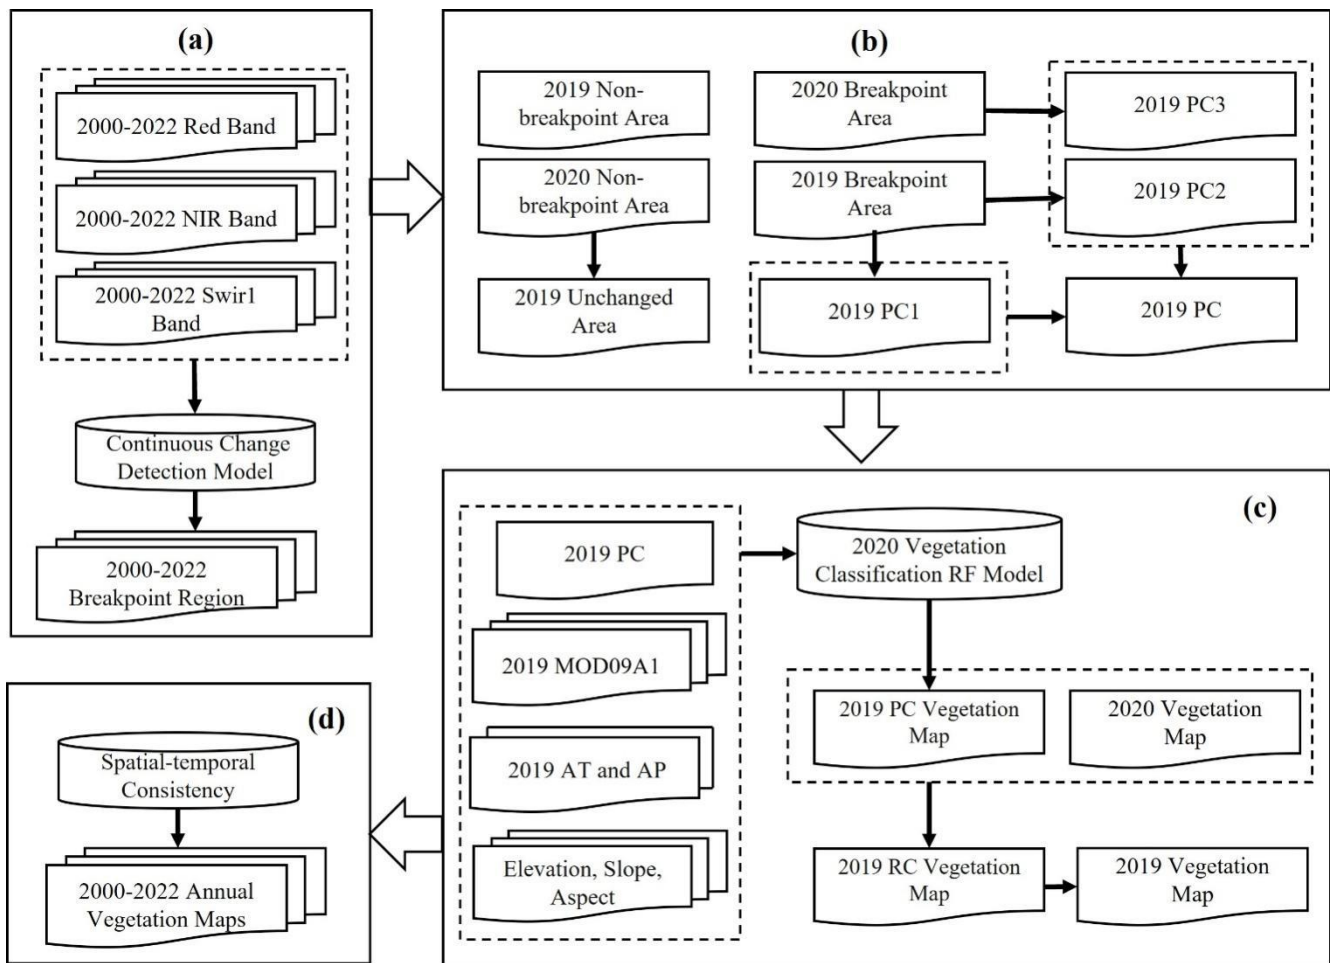 (a)
2000-2022 Red Band
2000-2022 NIR Band
2000-2022 Swir1
Band
Continuous Change
Detection Model
2000-2022
Breakpoint Region
(b)
2019 Non-
breakpoint Area
2020 Non-
breakpoint Area
2019 Unchanged
Area
2020 Breakpoint
Area
2019 Breakpoint
Area
2019 PC1
2019 PC3
2019 PC2
2019 PC
(c)
2019 PC
2019 MOD09A1
2019 AT and AP
Elevation, Slope,
Aspect
2020 Vegetation
Classification RF Model
2019 PC Vegetation
Map
2020 Vegetation
Map
2019 RC Vegetation
Map
2019 Vegetation
Map
(d)
Spatial-temporal
Consistency
2000-2022 Annual
Vegetation Maps